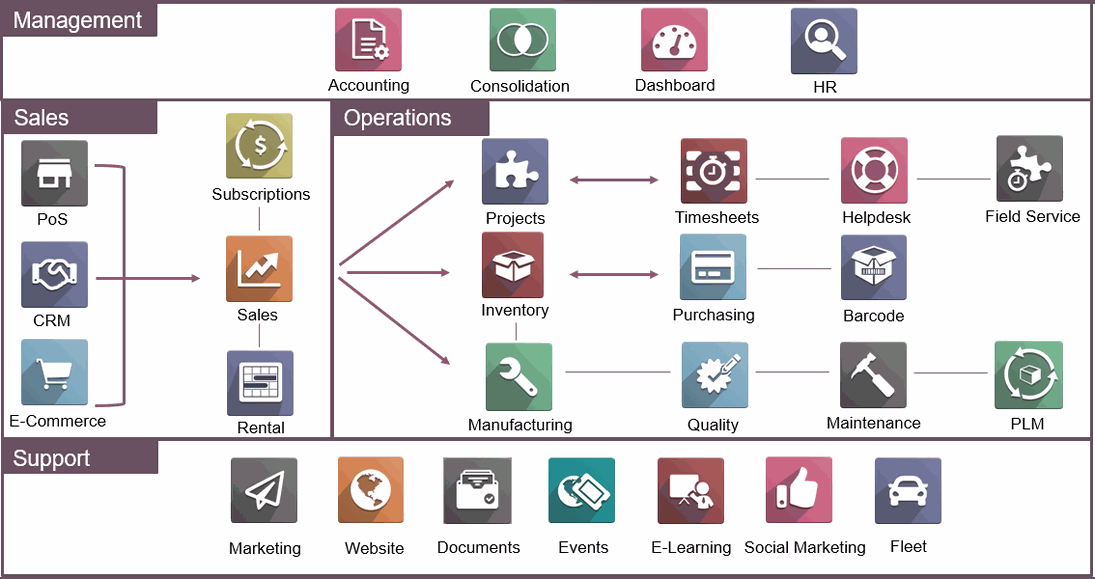 Management
Accounting
Consolidation
Dashboard
HR
Sales
PoS
CRM
E-Commerce
Subscriptions
$
Sales
Rental
Operations
Projects
Timesheets
Helpdesk
Field Service
Inventory
Purchasing
Barcode
Manufacturing
Quality
Maintenance
PLM
Support
Marketing
Website
Documents
Events
E-Learning
Social Marketing
Fleet